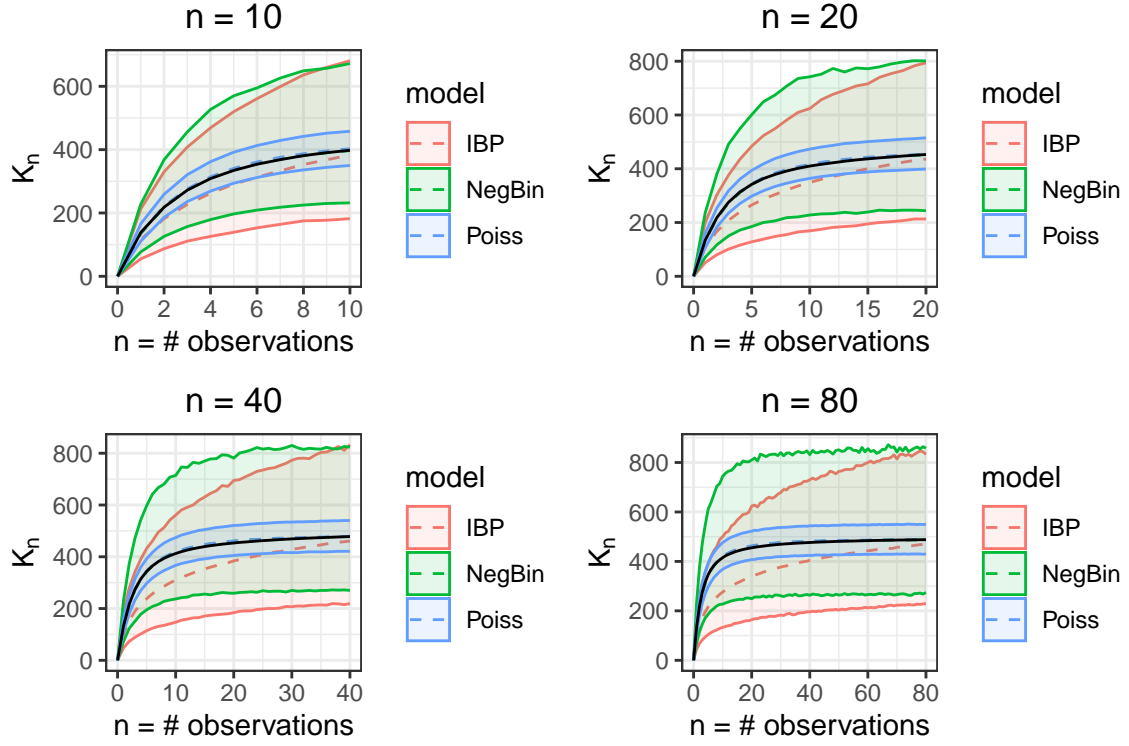 n = 10
600
400
200
0
K_n
0 2 4 6 8 10
n = # observations
model
IBP
NegBin
Poiss
n = 20
800
600
400
200
0
K_n
0 5 10 15 20
n = # observations
model
IBP
NegBin
Poiss
n = 40
800
600
400
200
0
K_n
0 10 20 30 40
n = # observations
model
IBP
NegBin
Poiss
n = 80
800
600
400
200
0
K_n
0 20 40 60 80
n = # observations
model
IBP
NegBin
Poiss